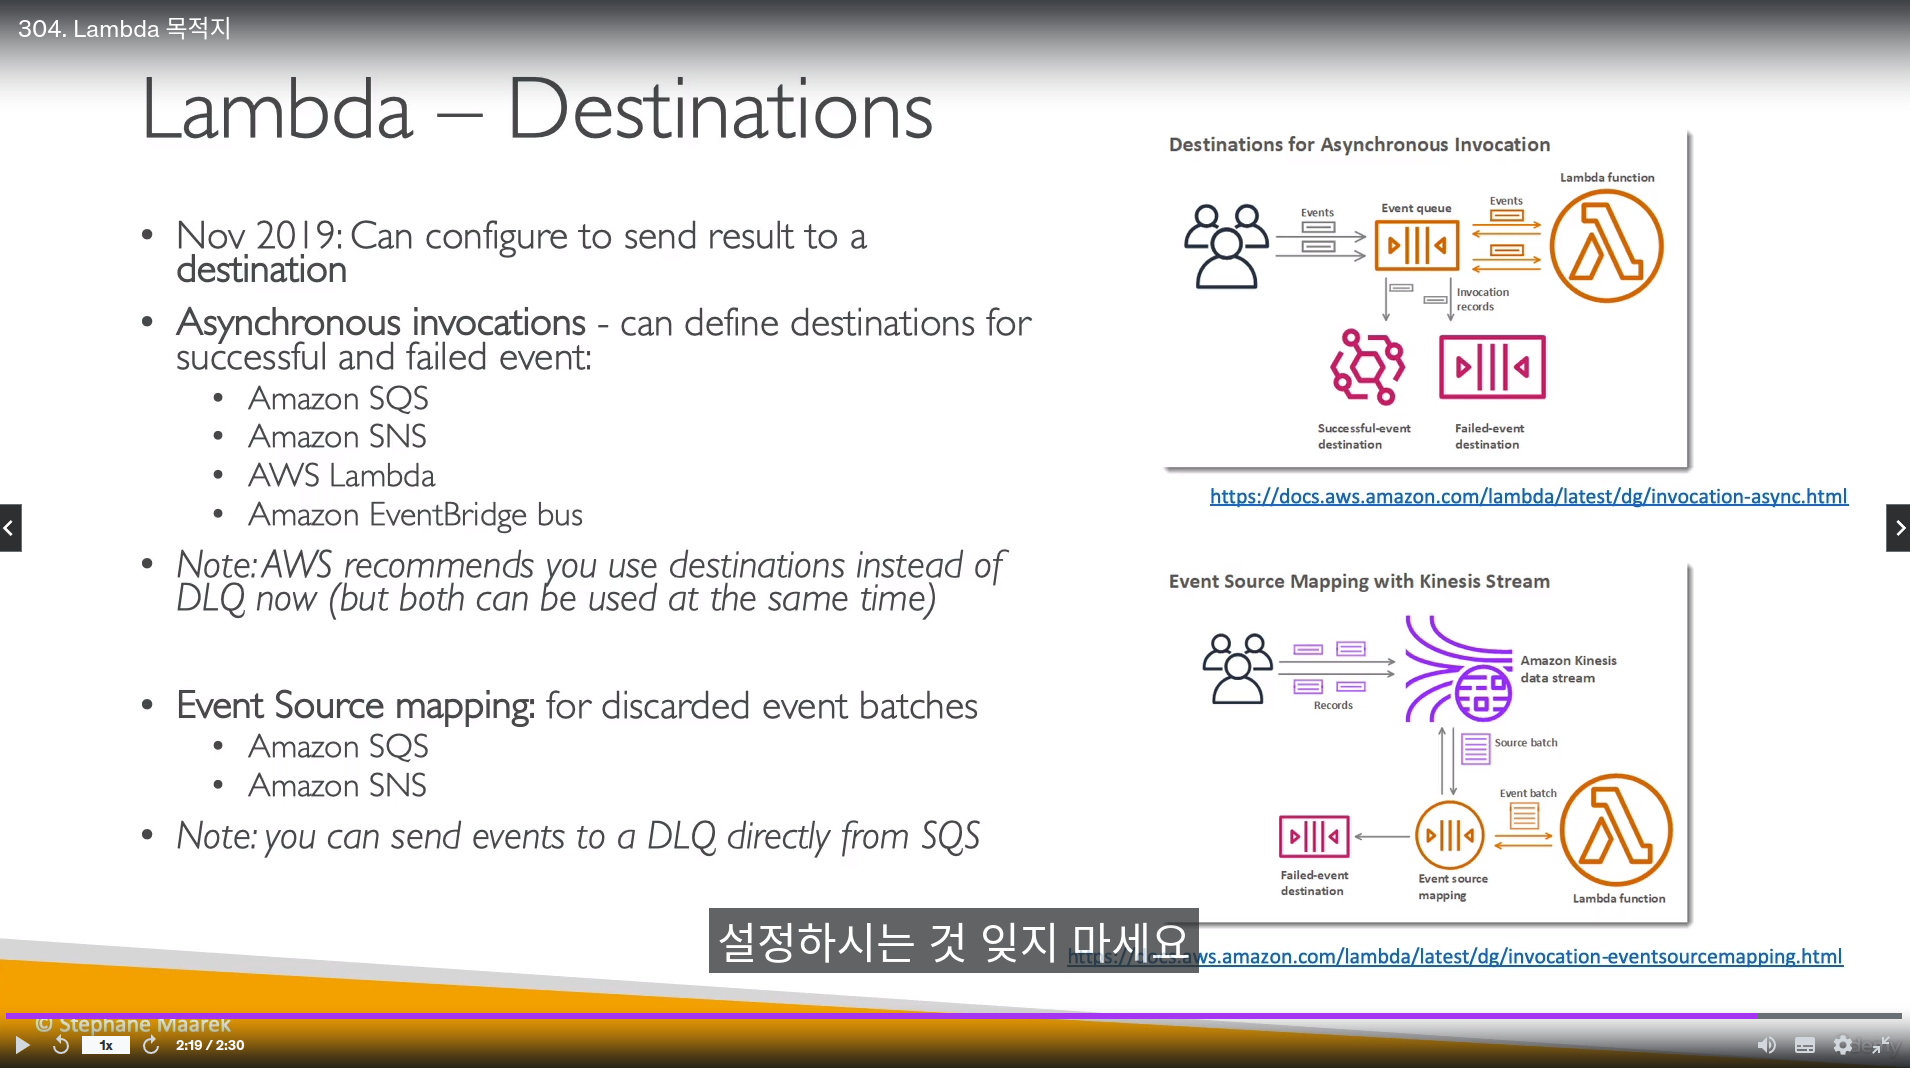 304. Lambda 목적지
Lambda – Destinations
• Nov 2019: Can configure to send result to a
destination
• Asynchronous invocations - can define destinations for
successful and failed event:
• Amazon SQS
• Amazon SNS
• AWS Lambda
• Amazon EventBridge bus
• Note: AWS recommends you use destinations instead of
DLQ now (but both can be used at the same time)
• Event Source mapping: for discarded event batches
• Amazon SQS
• Amazon SNS
• Note: you can send events to a DLQ directly from SQS
Destinations for Asynchronous Invocation
Lambda function
Events
Event queue
Events
Invocation
records
Successful-event
destination
Failed-event
destination
https://docs.aws.amazon.com/lambda/latest/dg/invocation-async.html
Event Source Mapping with Kinesis Stream
Amazon Kinesis
data stream
Records
Source batch
Event batch
Failed-event
destination
Event source
mapping
Lambda function
https://docs.aws.amazon.com/lambda/latest/dg/invocation-eventsourcemapping.html
설정하시는 것 잊지 마세요
© Stephane Maarek
1x
2:19 / 2:30